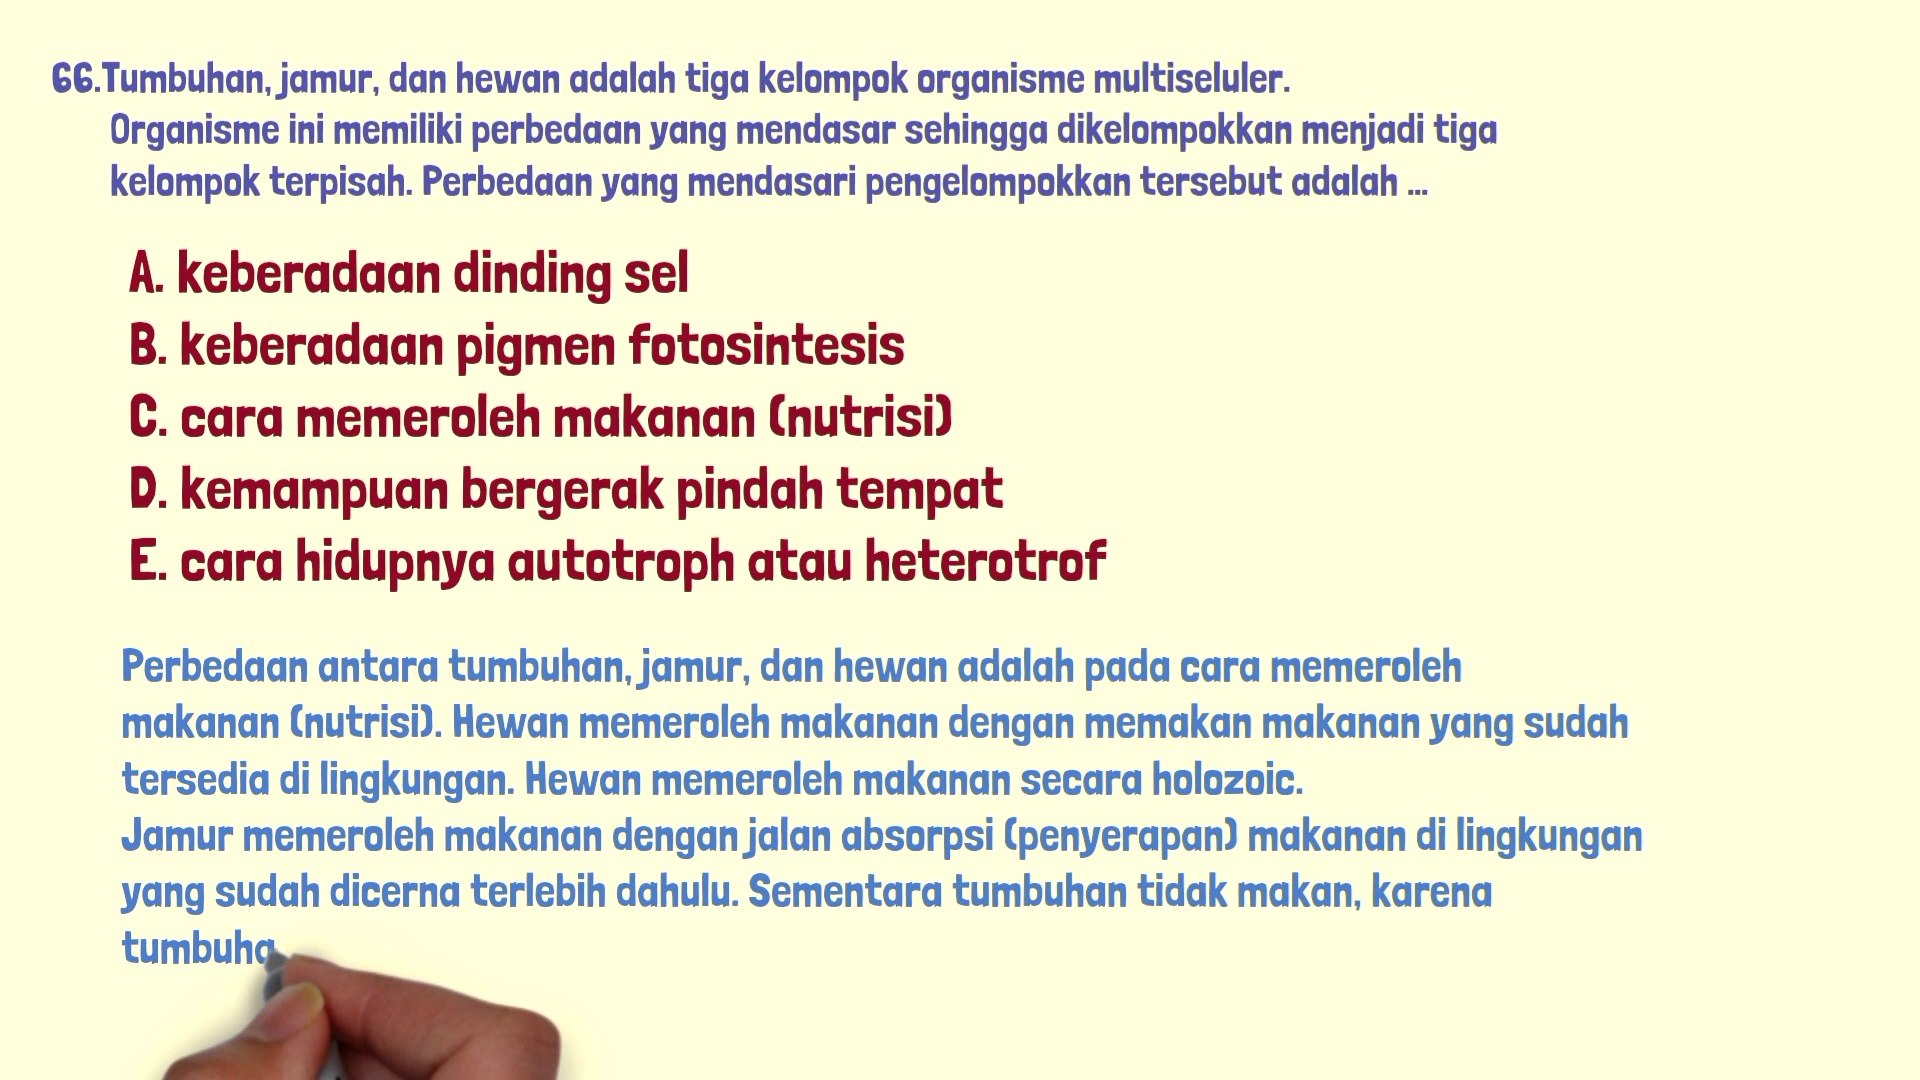 66.Tumbuhan, jamur, dan hewan adalah tiga kelompok organisme multiseluler.
Organisme ini memiliki perbedaan yang mendasar sehingga dikelompokkan menjadi tiga
kelompok terpisah. Perbedaan yang mendasari pengelompokkan tersebut adalah ...
A. keberadaan dinding sel
B. keberadaan pigmen fotosintesis
C. cara memeroleh makanan (nutrisi)
D. kemampuan bergerak pindah tempat
E. cara hidupnya autotroph atau heterotrof
Perbedaan antara tumbuhan, jamur, dan hewan adalah pada cara memeroleh
makanan (nutrisi). Hewan memeroleh makanan dengan memakan makanan yang sudah
tersedia di lingkungan. Hewan memeroleh makanan secara holozoic.
Jamur memeroleh makanan dengan jalan absorpsi (penyerapan) makanan di lingkungan
yang sudah dicerna terlebih dahulu. Sementara tumbuhan tidak makan, karena
tumbuha